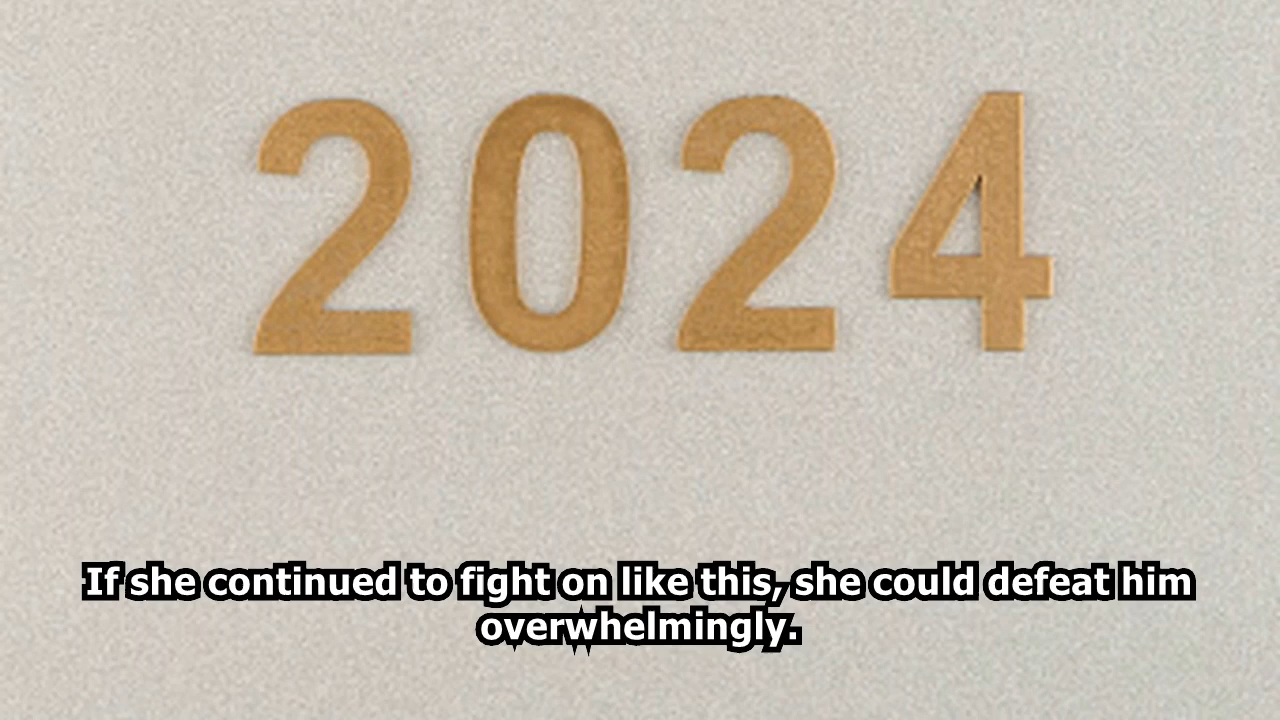 2024
If she continued to fight on like this, she could defeat him
overwhelmingly.